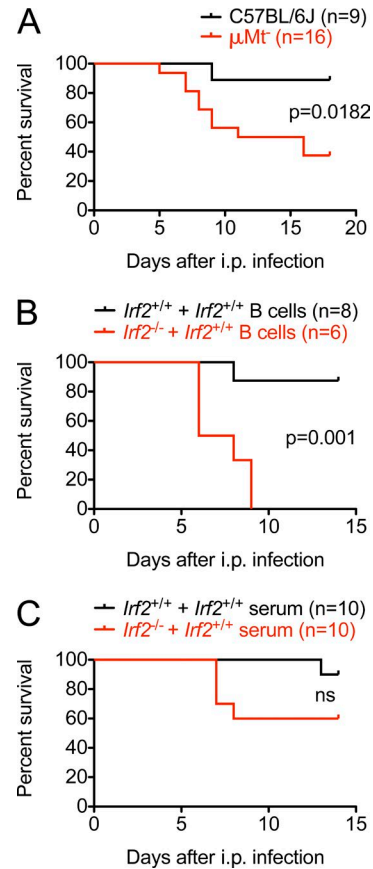 A
C57BL/6J (n=9)
µMt- (n=16)
Percent survival
100
80
60
40
20
0
p=0.0182
0 5 10 15 20
Days after i.p. infection
B
Irf2+/+ + Irf2+/+ B cells (n=8)
Irf2-/- + Irf2+/+ B cells (n=6)
Percent survival
100
80
60
40
20
0
p=0.001
0 5 10 15
Days after i.p. infection
C
Irf2+/+ + Irf2+/+ serum (n=10)
Irf2-/- + Irf2+/+ serum (n=10)
Percent survival
100
80
60
40
20
0
ns
0 5 10 15
Days after i.p. infection